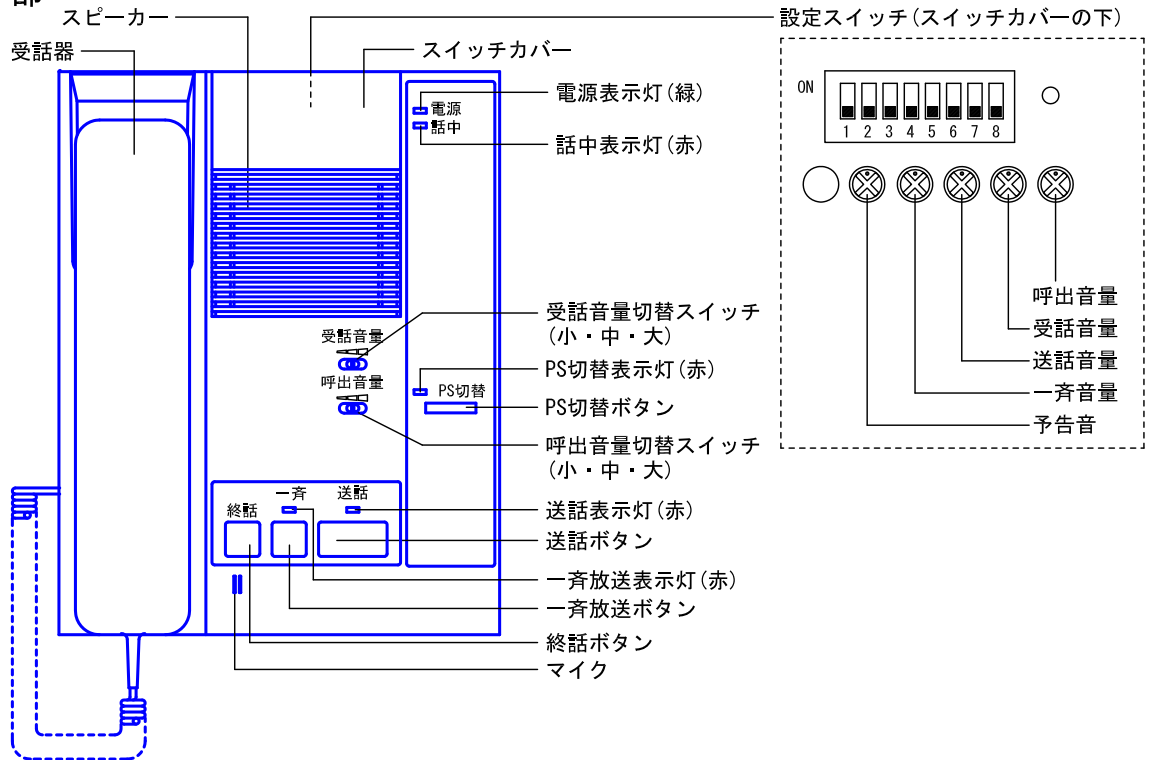 部
スピーカー
受話器
スイッチカバー
設定スイッチ(スイッチカバーの下)
電源
話中
電源表示灯(緑)
話中表示灯(赤)
ON
1 2 3 4 5 6 7 8
呼出音量
受話音量
送話音量
一斉音量
予告音
受話音量
呼出音量
PS切替
受話音量切替スイッチ
(小・中・大)
PS切替表示灯(赤)
PS切替ボタン
呼出音量切替スイッチ
(小・中・大)
終話
一斉
送話
送話表示灯(赤)
送話ボタン
一斉放送表示灯(赤)
一斉放送ボタン
終話ボタン
マイク